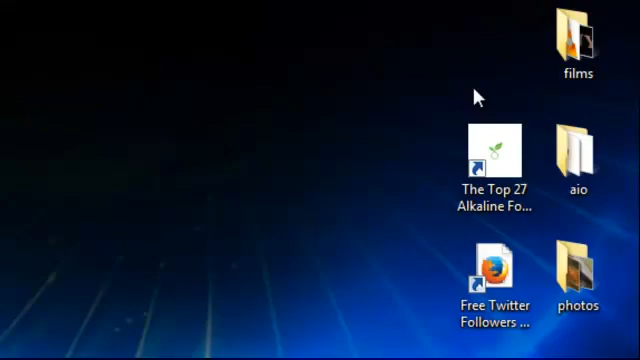 films
The Top 27
Alkaline Fo...
aio
Free Twitter
Followers ...
photos